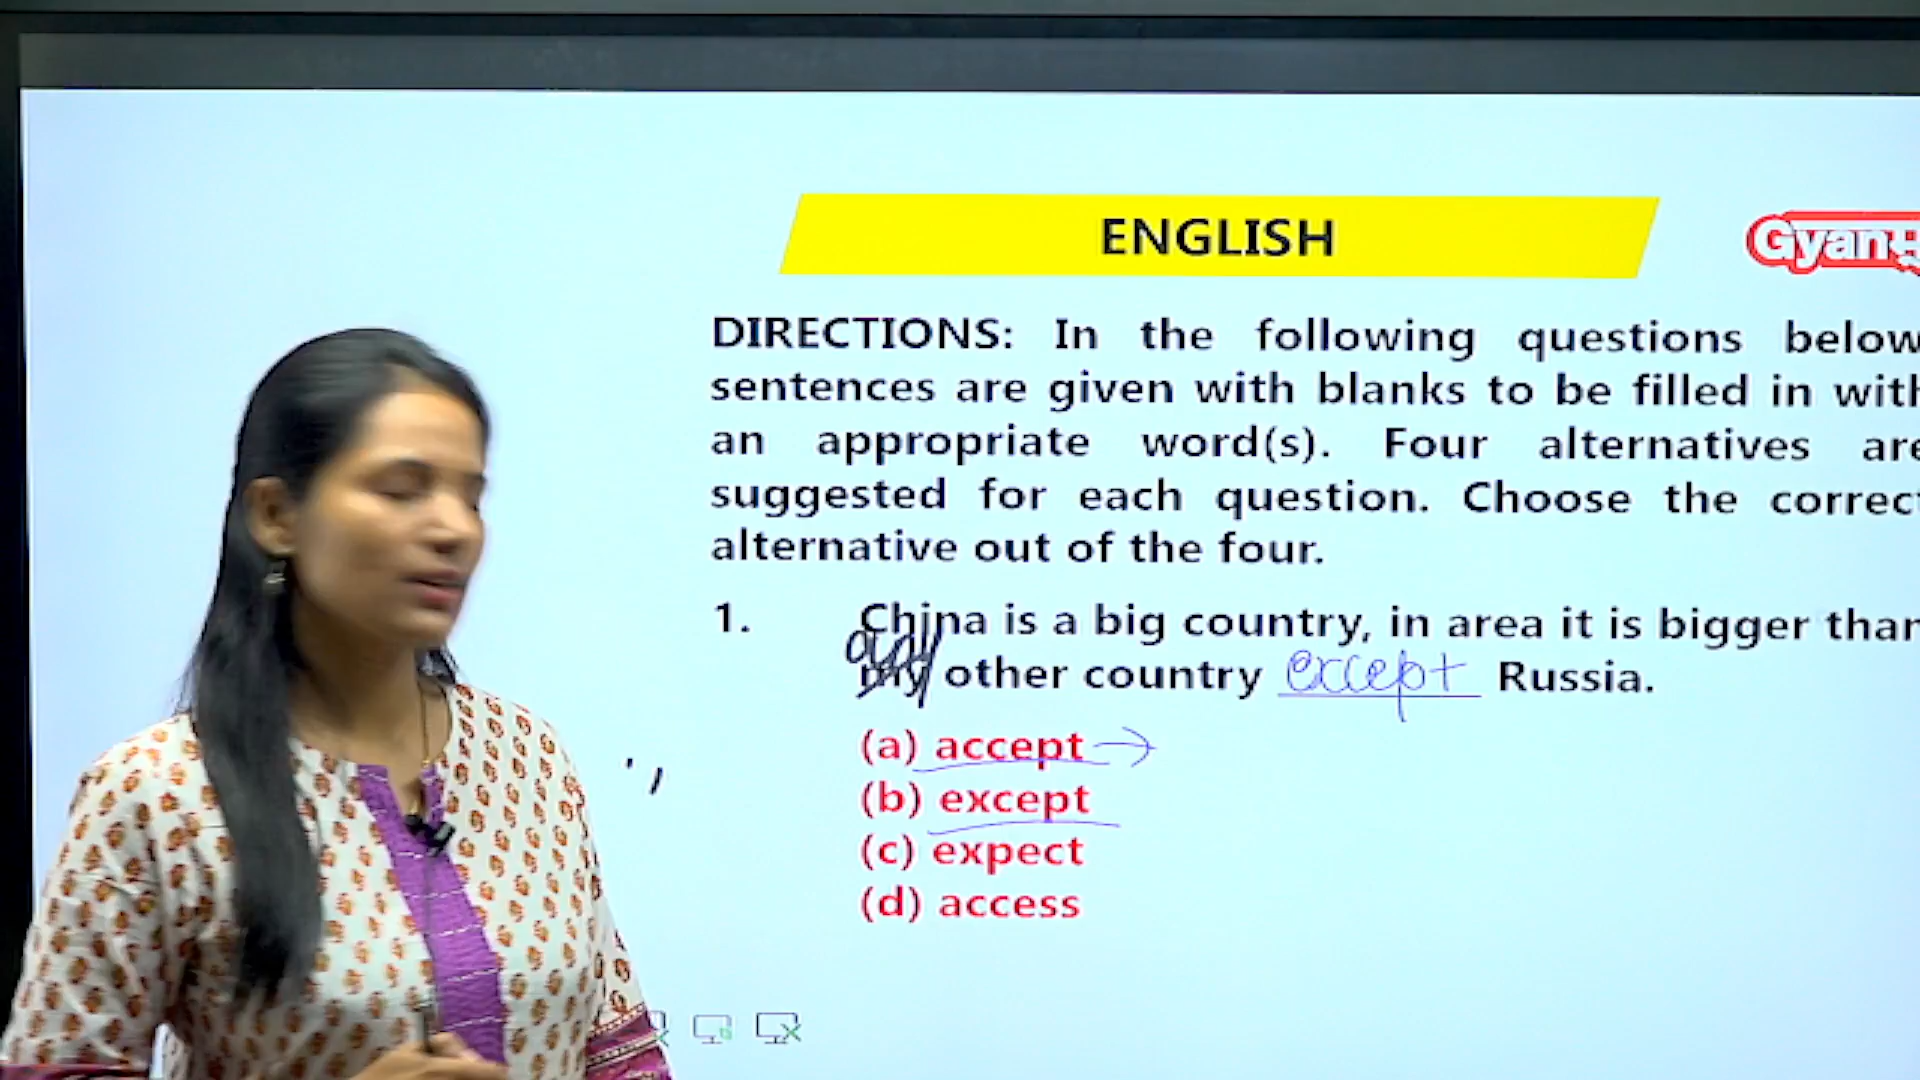 ENGLISH
Gyan
DIRECTIONS: In the following questions below
sentences are given with blanks to be filled in with
an appropriate word(s). Four alternatives are
suggested for each question. Choose the correct
alternative out of the four.
1. China is a big country, in area it is bigger than
any my other country except Russia.
(a) accept →
(b) except
(c) expect
(d) access